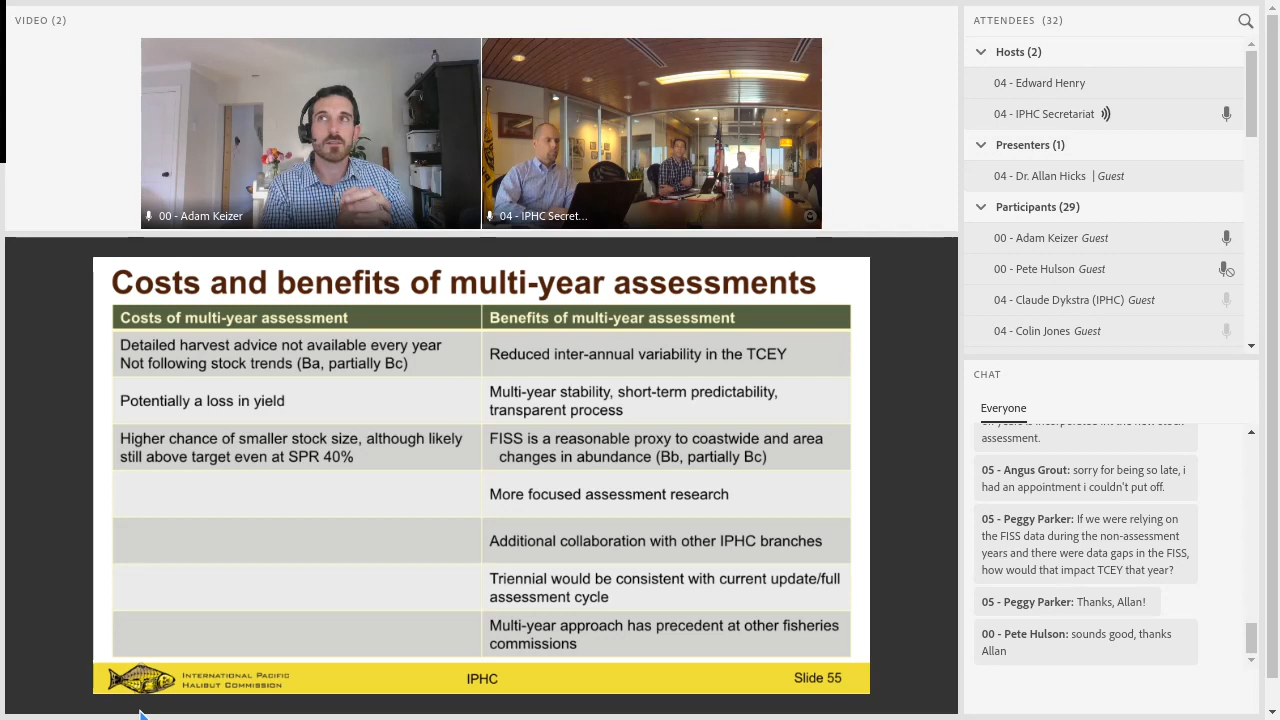 VIDEO (2)
00 - Adam Keizer
04 - IPHC Secret...
Costs and benefits of multi-year assessments
Costs of multi-year assessment
Benefits of multi-year assessment
Detailed harvest advice not available every year
Not following stock trends (Ba, partially Bc)
Reduced inter-annual variability in the TCEY
Potentially a loss in yield
Multi-year stability, short-term predictability,
transparent process
Higher chance of smaller stock size, although likely
still above target even at SPR 40%
FISS is a reasonable proxy to coastwide and area
changes in abundance (Bb, partially Bc)
More focused assessment research
Additional collaboration with other IPHC branches
Triennial would be consistent with current update/full
assessment cycle
Multi-year approach has precedent at other fisheries
commissions
INTERNATIONAL PACIFIC
HALIBUT COMMISSION
IPHC
Slide 55
ATTENDEES (32)
Hosts (2)
04 - Edward Henry
04 - IPHC Secretariat
Presenters (1)
04 - Dr. Allan Hicks | Guest
Participants (29)
00 - Adam Keizer Guest
00 - Pete Hulson Guest
04 - Claude Dykstra (IPHC) Guest
04 - Colin Jones Guest
CHAT
Everyone
assessment.
05 - Angus Grout: sorry for being so late, i
had an appointment i couldn't put off.
05 - Peggy Parker: If we were relying on
the FISS data during the non-assessment
years and there were data gaps in the FISS,
how would that impact TCEY that year?
05 - Peggy Parker: Thanks, Allan!
00 - Pete Hulson: sounds good, thanks
Allan